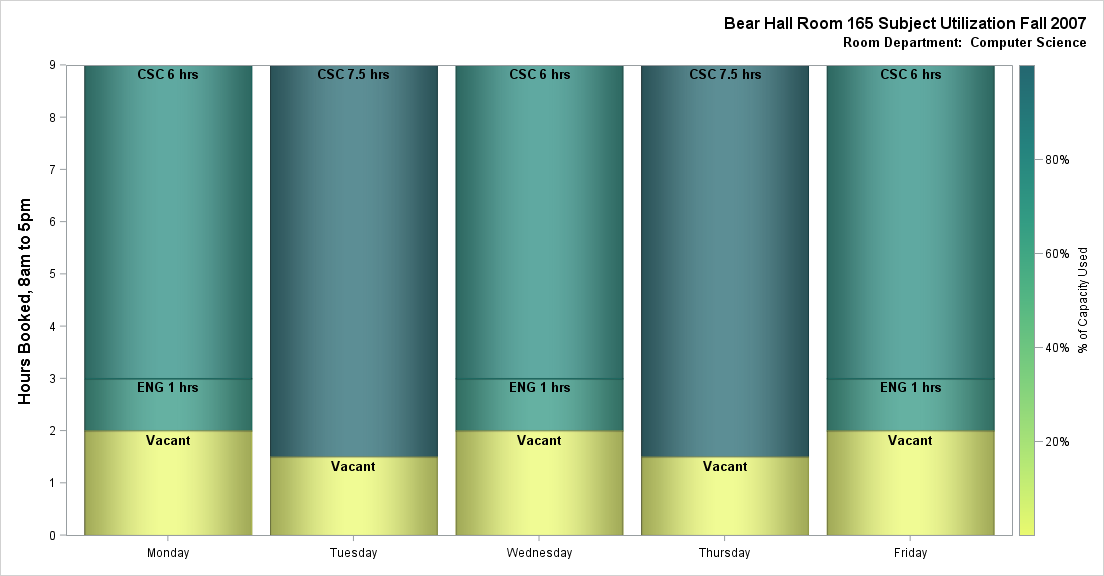 Bear Hall Room 165 Subject Utilization Fall 2007
Room Department:  Computer Science
Hours Booked, 8am to 5pm
9
8
7
6
5
4
3
2
1
0
CSC 6 hrs
ENG 1 hrs
Vacant
CSC 7.5 hrs
Vacant
CSC 6 hrs
ENG 1 hrs
Vacant
CSC 7.5 hrs
Vacant
CSC 6 hrs
ENG 1 hrs
Vacant
Monday
Tuesday
Wednesday
Thursday
Friday
80%
60%
40%
20%
% of Capacity Used